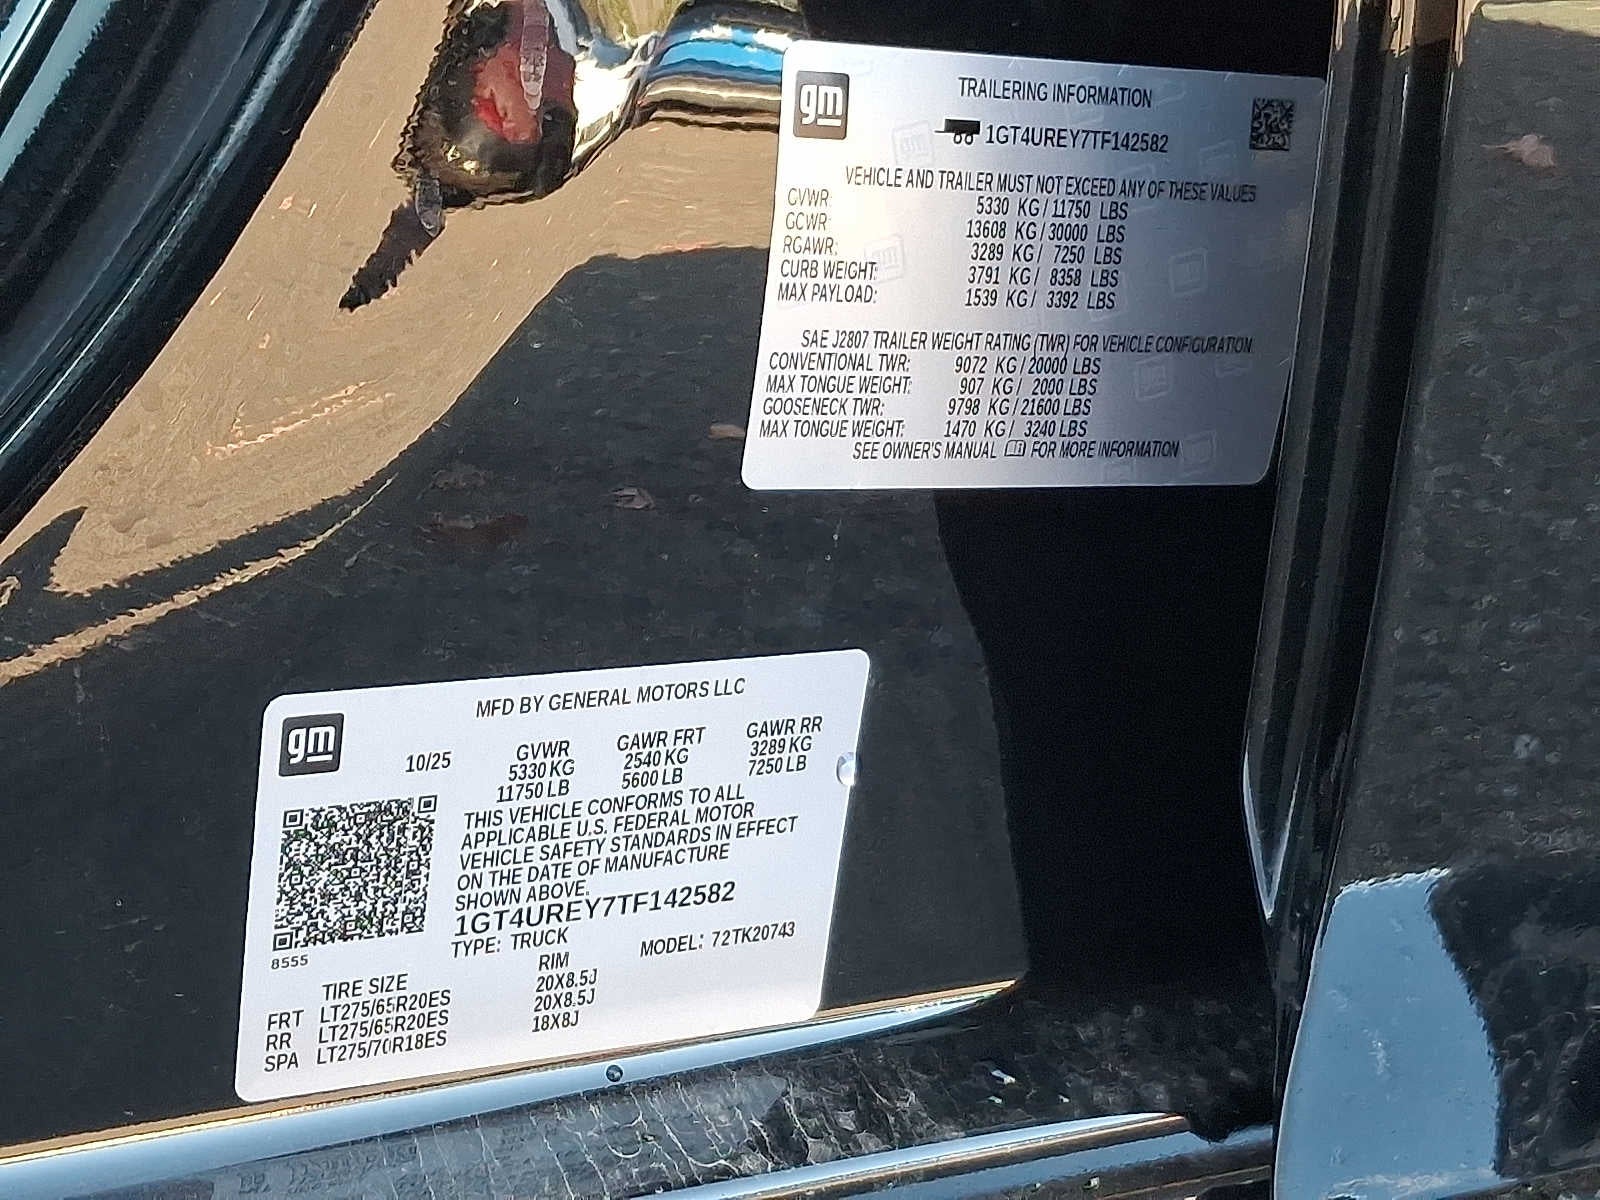 gm
TRAILERING INFORMATION
1GT4UREY7TF142582
VEHICLE AND TRAILER MUST NOT EXCEED ANY OF THESE VALUES
GVWR: 5330 KG / 11750 LBS
GCWR 13608 KG / 30000 LBS
RGAWR: 3289 KG / 7250 LBS
CURB WEIGHT: 3791 KG / 8358 LBS
MAX PAYLOAD: 1539 KG / 3392 LBS
SAE J2807 TRAILER WEIGHT RATING (TWR) FOR VEHICLE CONFIGURATION
CONVENTIONAL TWR: 9072 KG / 20000 LBS
MAX TONGUE WEIGHT: 907 KG / 2000 LBS
GOOSENECK TWR: 9798 KG / 21600 LBS
MAX TONGUE WEIGHT: 1470 KG / 3240 LBS
SEE OWNER'S MANUAL FOR MORE INFORMATION
gm
MFD BY GENERAL MOTORS LLC
10/25 GVWR GAWR FRT GAWR RR
5330 KG 2540 KG 3289 KG
11750 LB 5600 LB 7250 LB
THIS VEHICLE CONFORMS TO ALL
APPLICABLE U.S. FEDERAL MOTOR
VEHICLE SAFETY STANDARDS IN EFFECT
ON THE DATE OF MANUFACTURE
SHOWN ABOVE.
1GT4UREY7TF142582
TYPE: TRUCK MODEL: 72TK20743
8555
TIRE SIZE RIM
FRT LT275/65R20ES 20X8.5J
RR LT275/65R20ES 20X8.5J
SPA LT275/70R18ES 18X8J